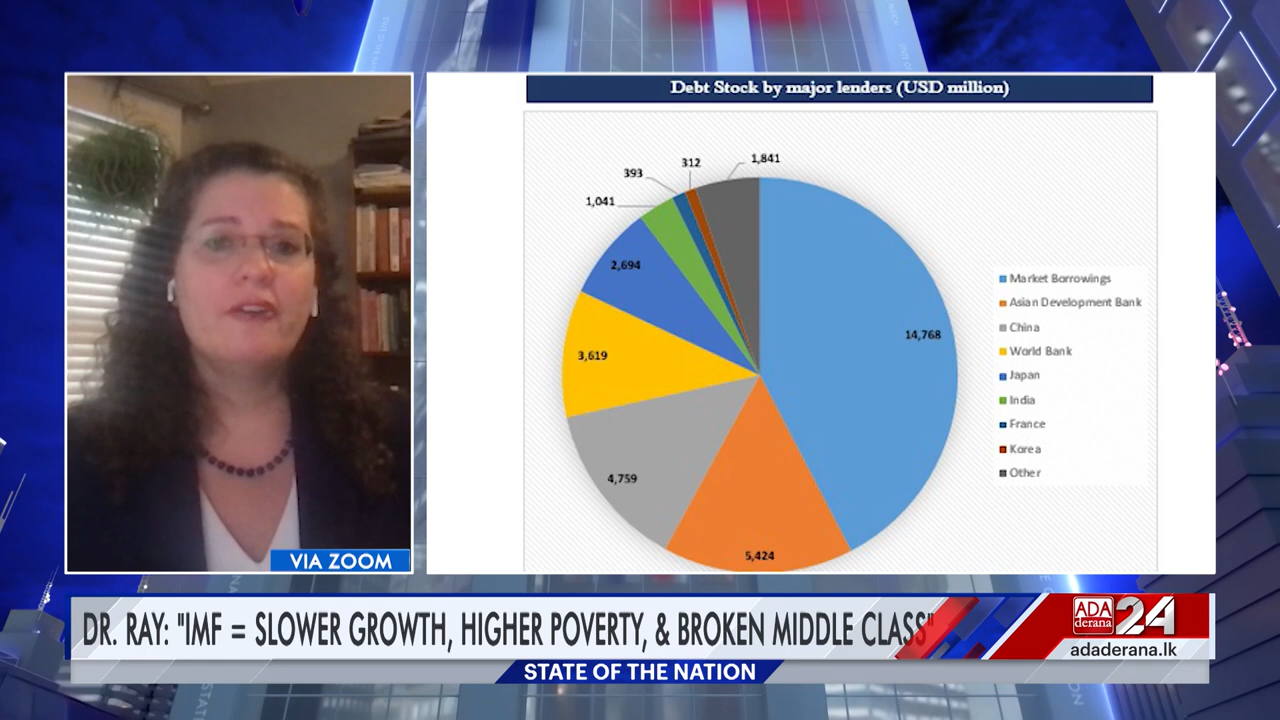 Debt Stock by major lenders (USD million)
393
312
1,841
1,041
2,694
14,768
3,619
4,759
5,424
Market Borrowings
Asian Development Bank
China
World Bank
Japan
India
France
Korea
Other
VIA ZOOM
DR. RAY: "IMF = SLOWER GROWTH, HIGHER POVERTY, & BROKEN MIDDLE CLASS"
ADA
derana
24
adaderana.lk
STATE OF THE NATION